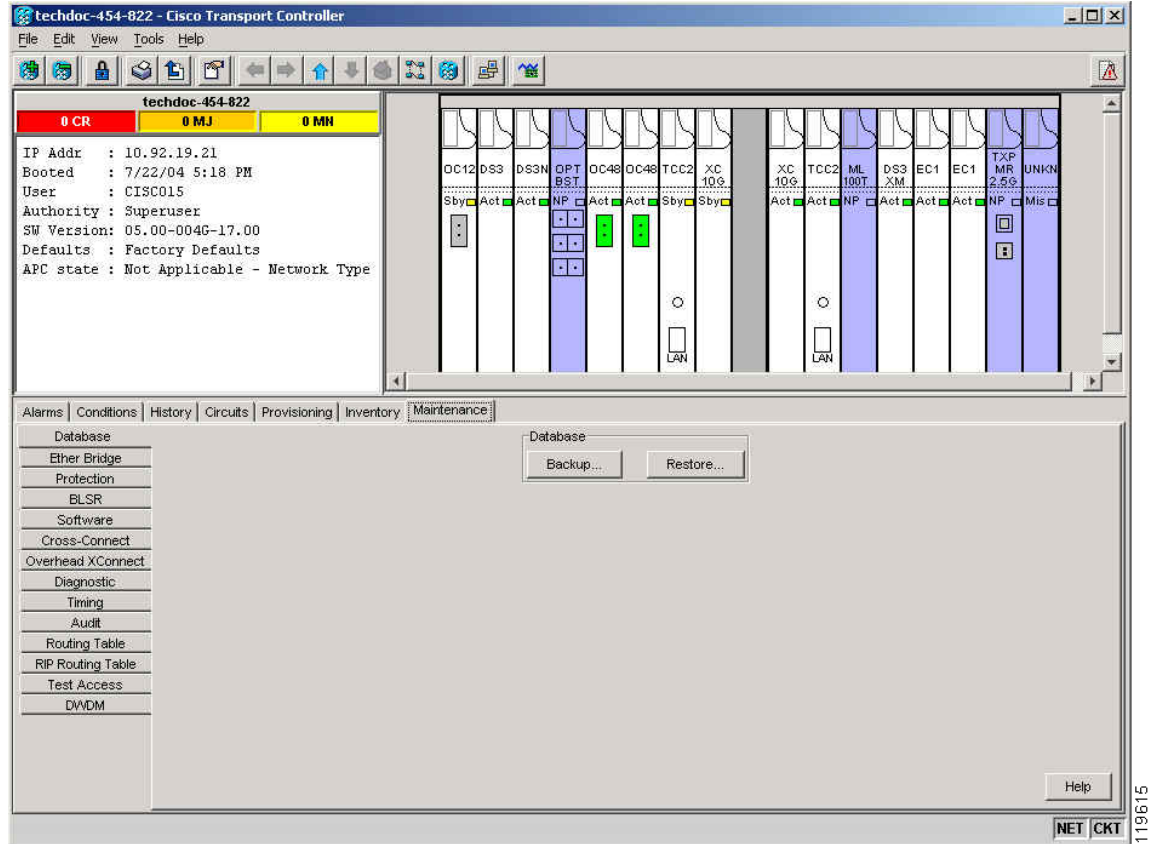 techdoc-454-822 - Cisco Transport Controller
File Edit View Tools Help
techdoc-454-822
0 CR 0 MJ 0 MN
IP Addr : 10.92.19.21
Booted : 7/22/04 5:18 PM
User : CISCO15
Authority : Superuser
SW Version: 05.00-004G-17.00
Defaults : Factory Defaults
APC state : Not Applicable - Network Type
OC12 DS3 DS3N OPT BST OC48 OC48 TCC2 XC 10G XC 10G TCC2 ML 100T DS3 XM EC1 EC1 TXP MR 2.5G UNKN
Sby Act Act NP Act Act Sby Sby Act Act NP Act Act Act NP Mis
LAN LAN
Alarms Conditions History Circuits Provisioning Inventory Maintenance
Database
Ether Bridge
Protection
BLSR
Software
Cross-Connect
Overhead XConnect
Diagnostic
Timing
Audit
Routing Table
RIP Routing Table
Test Access
DWDM
Database
Backup... Restore...
Help
NET CKT
119615